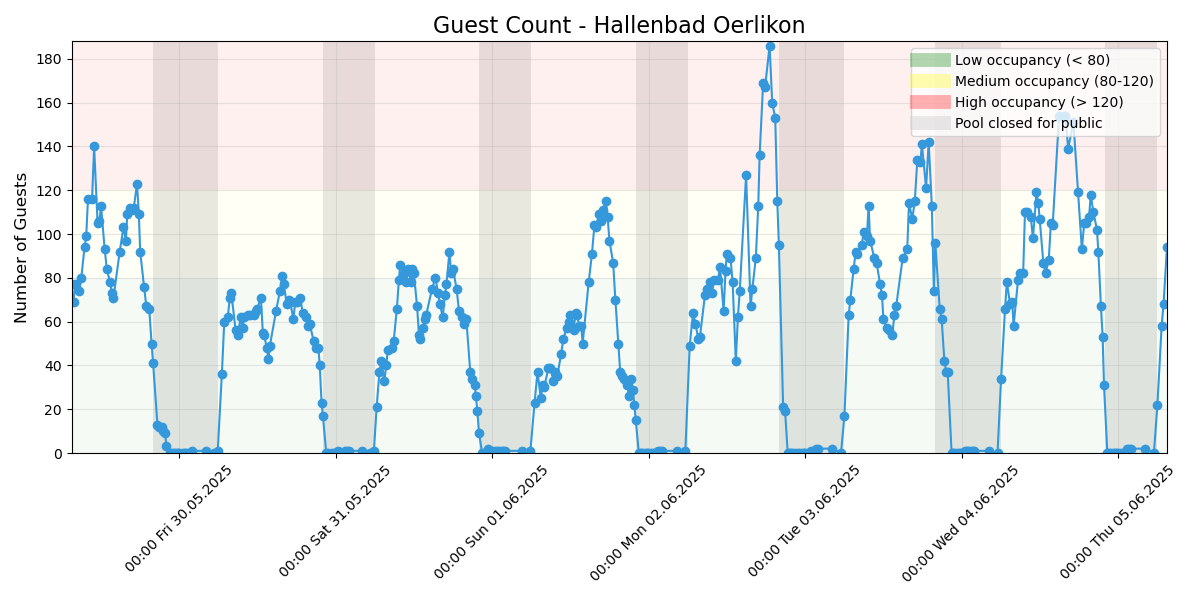 Guest Count - Hallenbad Oerlikon
Number of Guests
180
160
140
120
100
80
60
40
20
0
Low occupancy (< 80)
Medium occupancy (80-120)
High occupancy (> 120)
Pool closed for public
00:00 Fri 30.05.2025
00:00 Sat 31.05.2025
00:00 Sun 01.06.2025
00:00 Mon 02.06.2025
00:00 Tue 03.06.2025
00:00 Wed 04.06.2025
00:00 Thu 05.06.2025